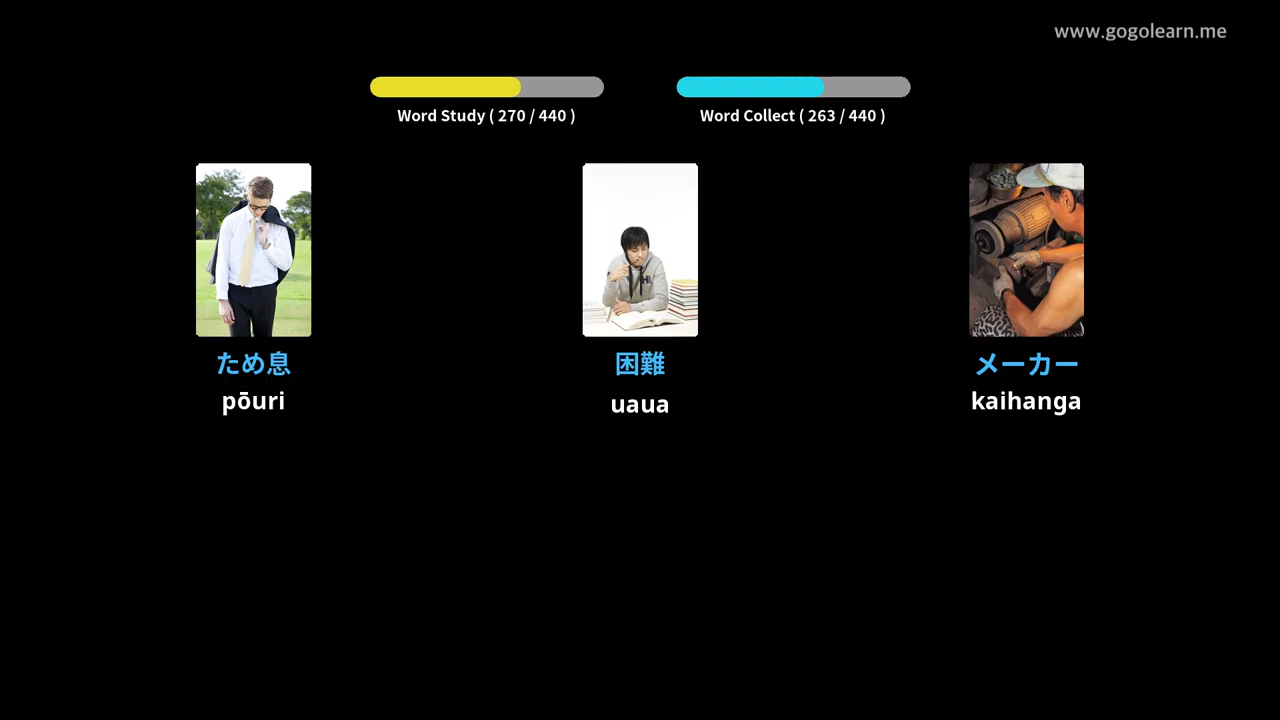 www.gogolearn.me
Word Study ( 270 / 440 )
Word Collect ( 263 / 440 )
ため息
pōuri
困難
uaua
メーカー
kaihanga